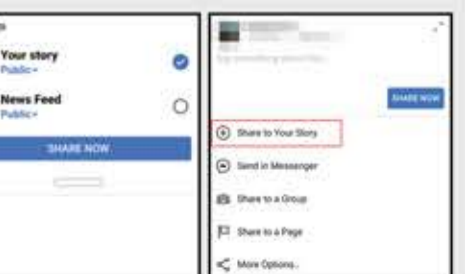 Your story
Public
News Feed
Public
SHARE NOW
SHARE NOW
Share to Your Story
Send in Messenger
Share to a Group
Share to a Page
More Options..